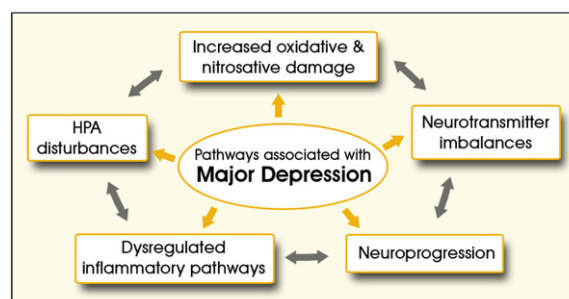 Increased oxidative &
nitrosative damage
HPA
disturbances
Neurotransmitter
imbalances
Pathways associated with
Major Depression
Dysregulated
inflammatory pathways
Neuroprogression